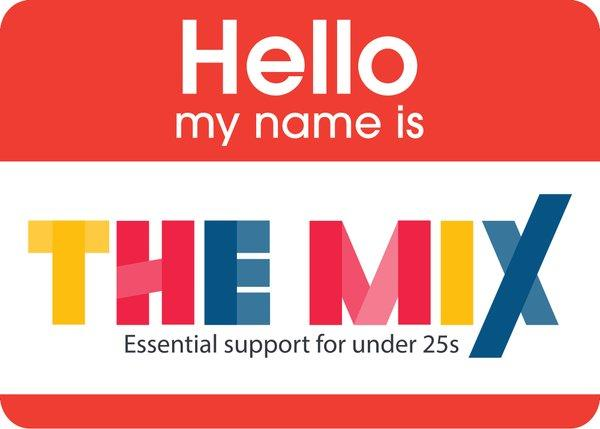 Hello
my name is
THE MIX
Essential support for under 25s